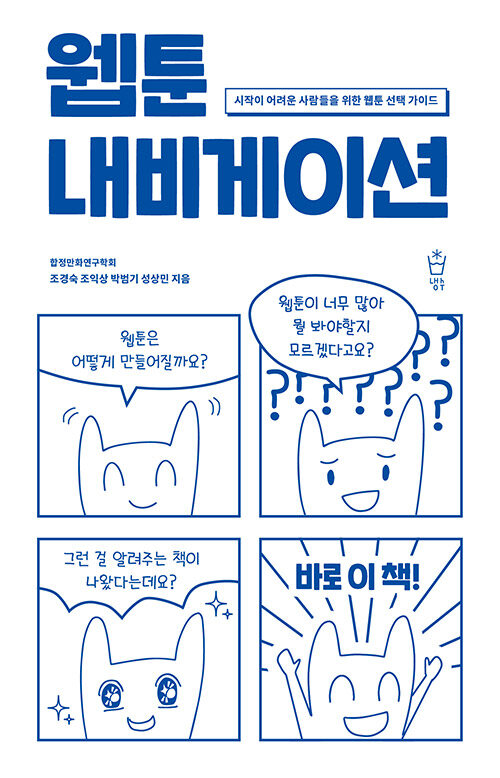 웹툰
시작이 어려운 사람들을 위한 웹툰 선택 가이드
내비게이션
합정만화연구학회
조경숙 조익상 박범기 성상민 지음
냉수
웹툰은
어떻게 만들어질까요?
웹툰이 너무 많아
뭘 봐야할지
모르겠다고요?
? ? ? ? ? ? ? ? ?
그런 걸 알려주는 책이
나왔다는데요?
바로 이 책!